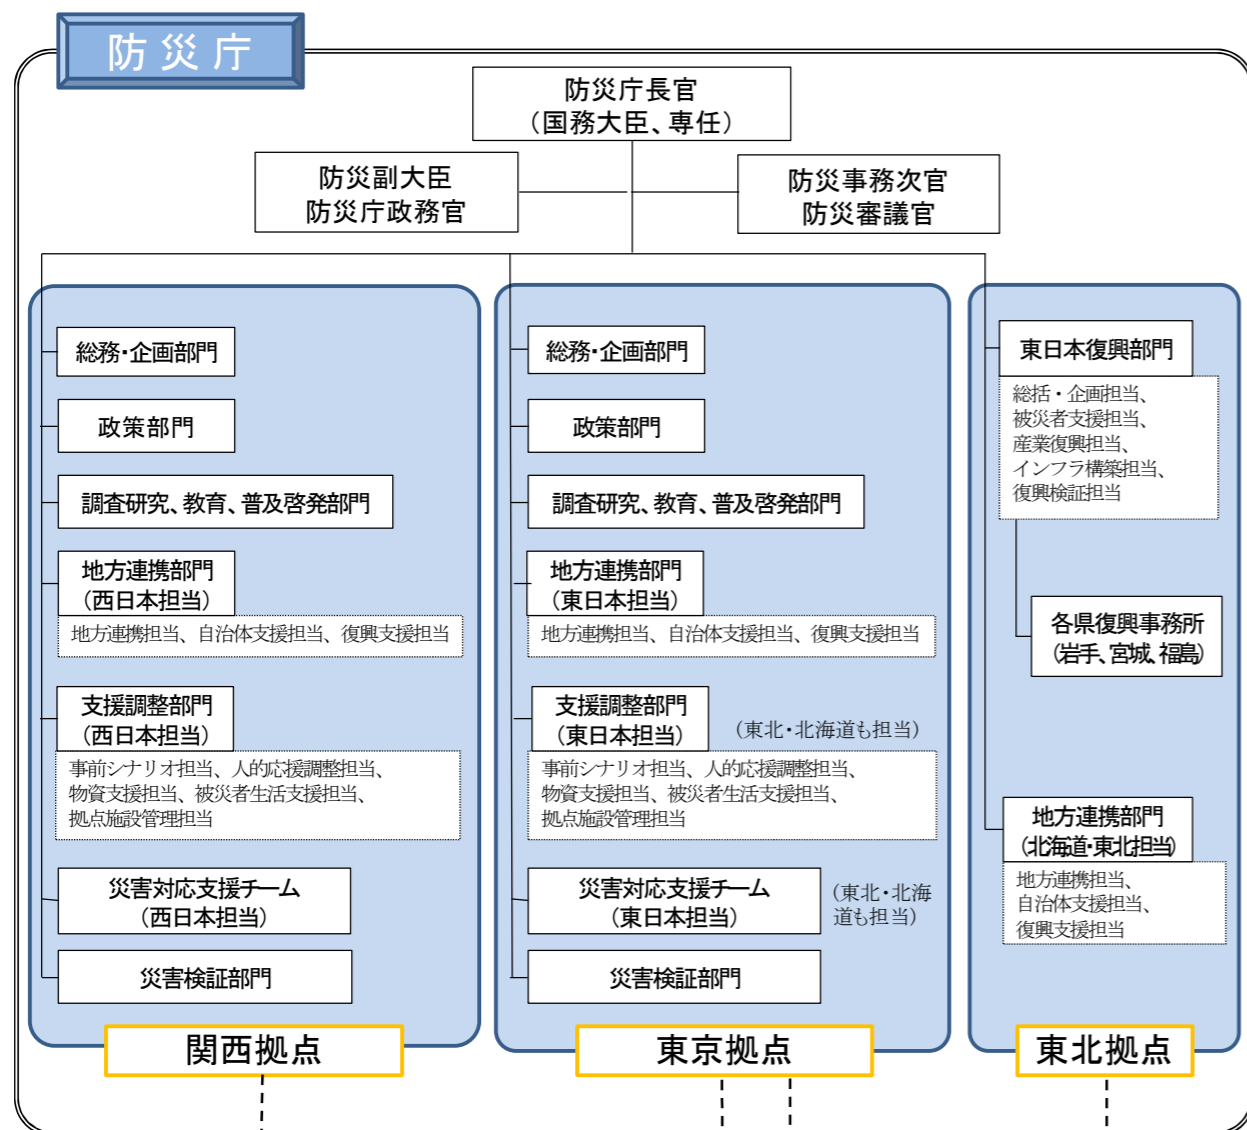 防災庁
防災庁長官
（国務大臣、専任）
防災副大臣
防災庁政務官
防災事務次官
防災審議官
総務・企画部門
政策部門
調査研究、教育、普及啓発部門
地方連携部門
（西日本担当）
地方連携担当、自治体支援担当、復興支援担当
支援調整部門
（西日本担当）
事前シナリオ担当、人的応援調整担当、
物資支援担当、被災者生活支援担当、
拠点施設管理担当
災害対応支援チーム
（西日本担当）
災害検証部門
関西拠点
総務・企画部門
政策部門
調査研究、教育、普及啓発部門
地方連携部門
（東日本担当）
地方連携担当、自治体支援担当、復興支援担当
支援調整部門
（東日本担当）
（東北・北海道も担当）
事前シナリオ担当、人的応援調整担当、
物資支援担当、被災者生活支援担当、
拠点施設管理担当
災害対応支援チーム
（東日本担当）
（東北・北海
道も担当）
災害検証部門
東京拠点
東日本復興部門
総括・企画担当、
被災者支援担当、
産業復興担当、
インフラ構築担当、
復興検証担当
各県復興事務所
（岩手、宮城、福島）
地方連携部門
（北海道・東北担当）
地方連携担当、
自治体支援担当、
復興支援担当
東北拠点